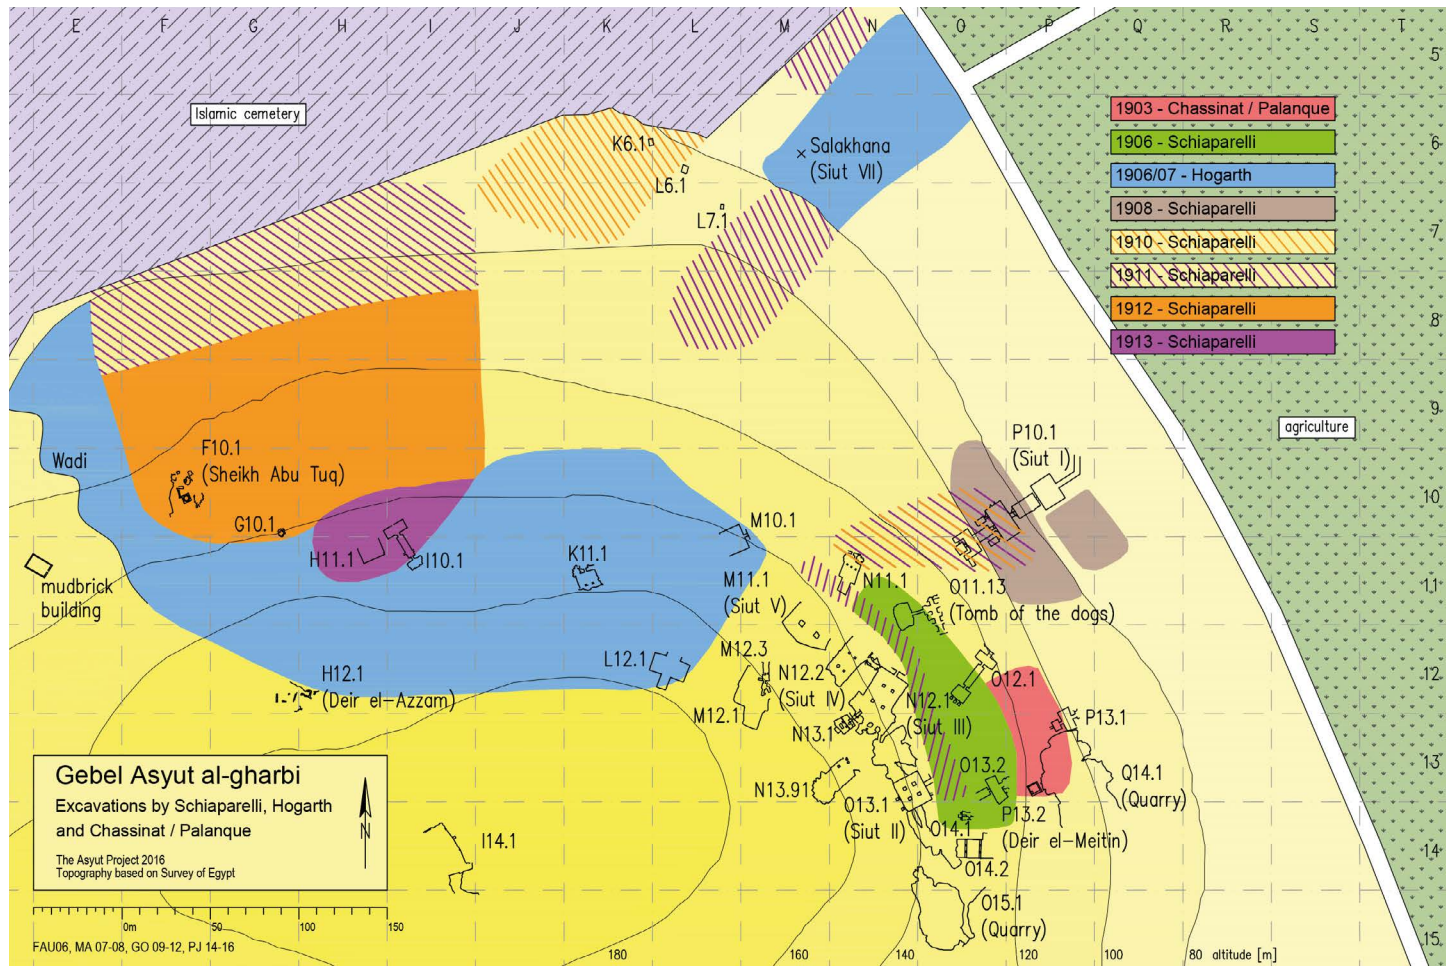 E F G H I J K L M N O P Q R S T
5
Islamic cemetery
1903 - Chassinat / Palanque
1906 - Schiaparelli
1906/07 - Hogarth
1908 - Schiaparelli
1910 - Schiaparelli
1911 - Schiaparelli
1912 - Schiaparelli
1913 - Schiaparelli
K6.1
Salakhana
(Siut VII)
6
L6.1
L7.1
7
8
9
agriculture
P10.1
(Siut I)
F10.1
(Sheikh Abu Tuq)
Wadi
10
G10.1
M10.1
H11.1
I10.1
K11.1
mudbrick
building
M11.1
(Siut V)
N11.1
O11.13
(Tomb of the dogs)
11
L12.1
M12.3
H12.1
(Deir el-Azzam)
N12.2
(Siut IV)
O12.1
12
M12.1
N12.1
(Siut III)
N13.1
P13.1
O13.2
13
Q14.1
(Quarry)
N13.91
O13.1
(Siut II)
P13.2
(Deir el-Meitin)
O14.1
O14.2
14
I14.1
O15.1
(Quarry)
15
Gebel Asyut al-gharbi
Excavations by Schiaparelli, Hogarth
and Chassinat / Palanque
N
The Asyut Project 2016
Topography based on Survey of Egypt
0m 50 100 150
FAU06, MA 07-08, GO 09-12, PJ 14-16
180 160 140 120 100 80 altitude [m]